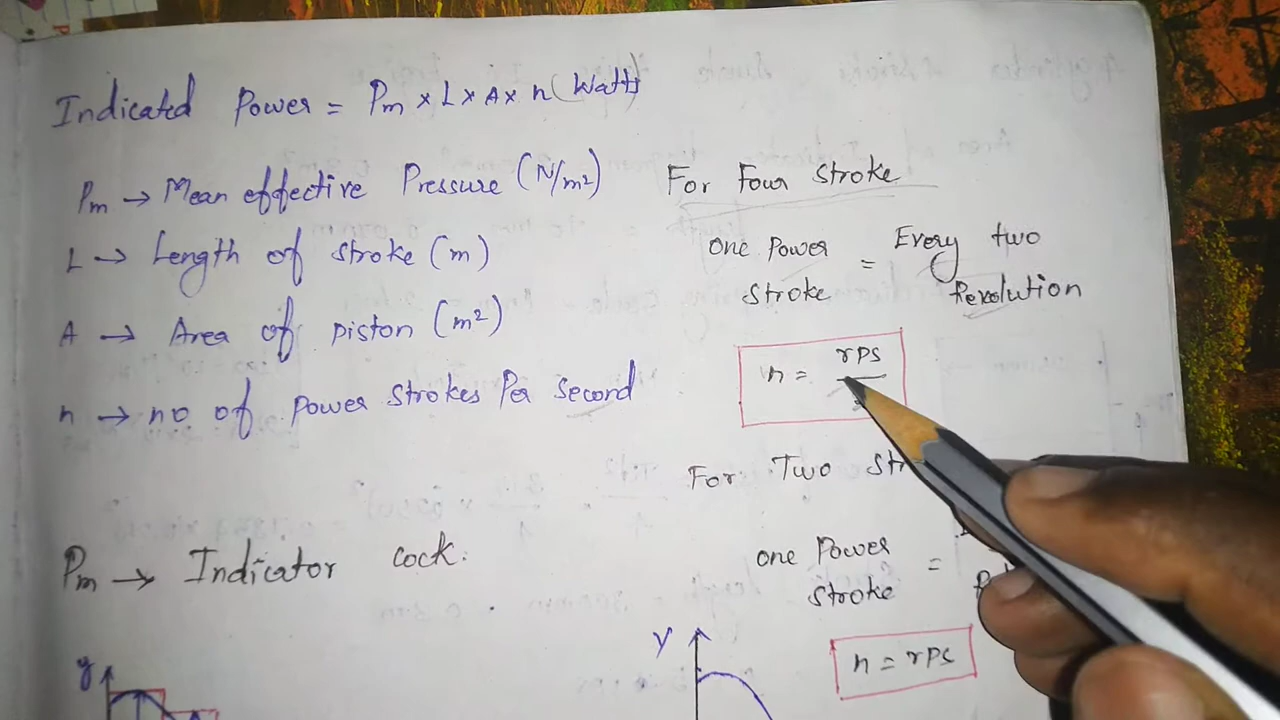 Indicated Power = Pm × L × A × n (Watts)
Pm → Mean effective Pressure (N/m²)
L → Length of stroke (m)
A → Area of piston (m²)
n → no of power strokes Per second
Pm → Indicator cock.
y
For Four stroke
one Power stroke = Every two Revolution
n = rps
For Two
one Power stroke =
n = rps
Y